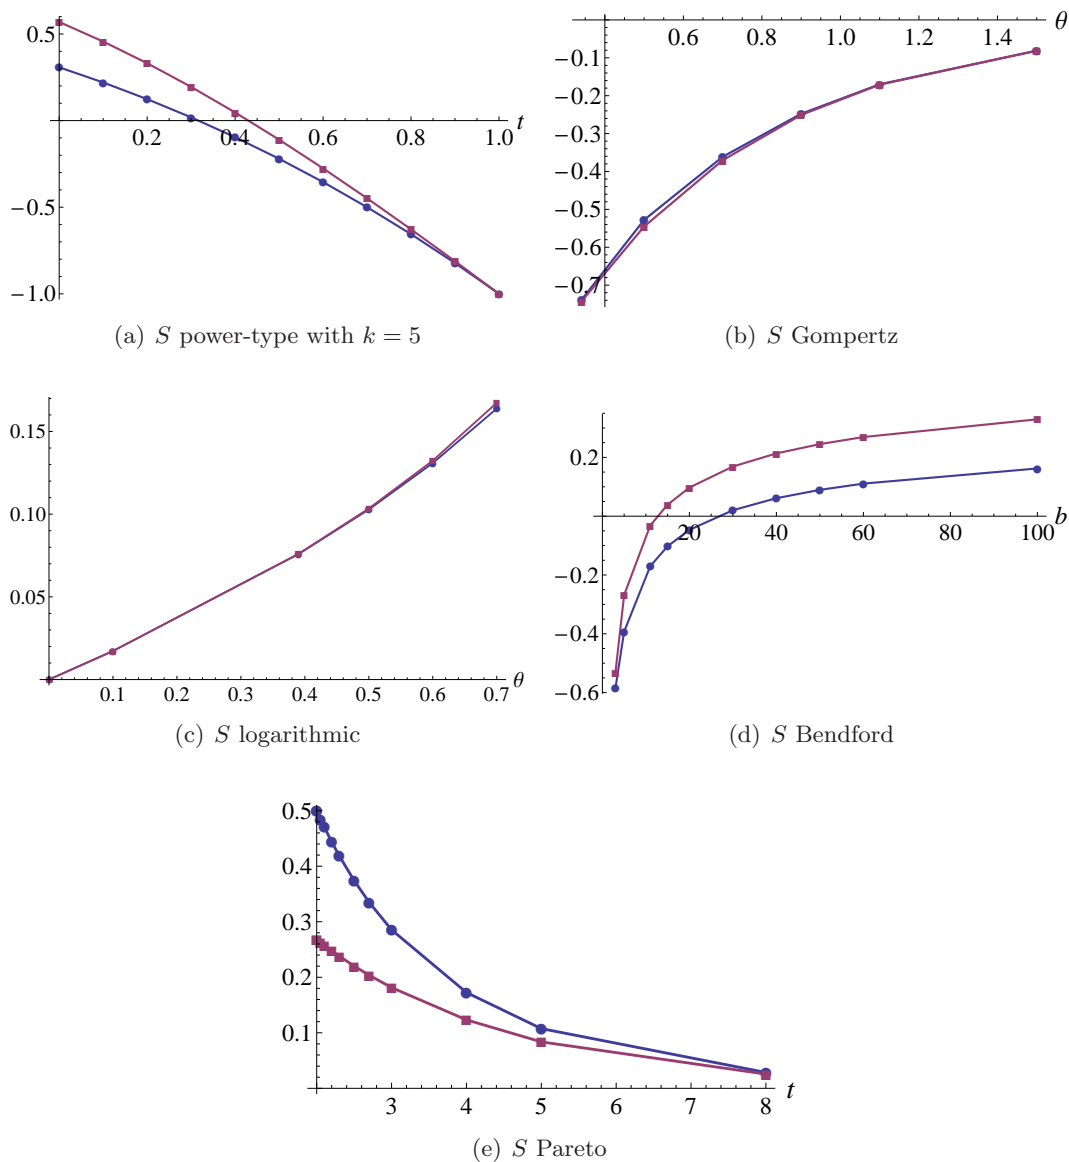 0.5
0.2 0.4 0.6 0.8 1.0 t
−0.5
−1.0
(a) S power-type with k = 5
0.6 0.8 1.0 1.2 1.4 θ
−0.1
−0.2
−0.3
−0.4
−0.5
−0.6
−0.7
(b) S Gompertz
0.15
0.10
0.05
0.1 0.2 0.3 0.4 0.5 0.6 0.7 θ
(c) S logarithmic
0.2
20 40 60 80 100 b
−0.2
−0.4
−0.6
(d) S Bendford
0.5
0.4
0.3
0.2
0.1
3 4 5 6 7 8 t
(e) S Pareto